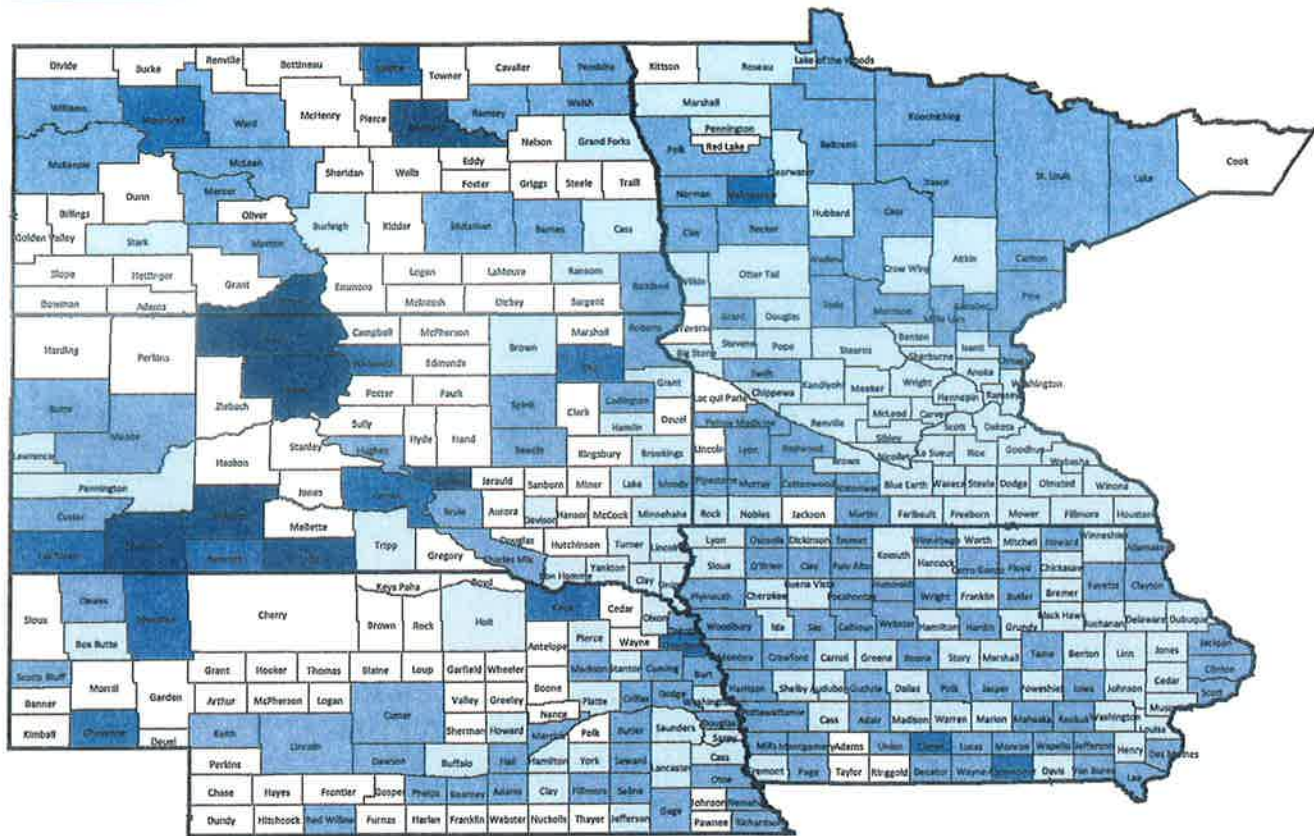 Divide
Burke
Renville
Bottineau
Towner
Cavalier
Pembina
Kittson
Roseau
Lake of the Woods
Williams
Ward
McHenry
Pierce
Ramsey
Walsh
Marshall
Koochiching
Nelson
Grand Forks
Pennington
Red Lake
Polk
Beltrami
Cook
McKenzie
McLean
Sheridan
Wells
Eddy
Foster
Griggs
Steele
Traill
Clearwater
Itasca
St. Louis
Lake
Dunn
Mercer
Oliver
Norman
Mahnomen
Hubbard
Cass
Billings
Golden Valley
Stark
Morton
Burleigh
Kidder
Stutsman
Barnes
Cass
Clay
Becker
Wadena
Crow Wing
Aitkin
Carlton
Slope
Hettinger
Grant
Emmons
Logan
LaMoure
Ransom
Richland
Wilkin
Otter Tail
Todd
Morrison
Mille Lacs
Pine
Bowman
Adams
McIntosh
Dickey
Sargent
Grant
Douglas
Harding
Perkins
Campbell
McPherson
Brown
Marshall
Roberts
Traverse
Big Stone
Stevens
Pope
Stearns
Benton
Sherburne
Isanti
Anoka
Washington
Edmunds
Grant
Swift
Chippewa
Kandiyohi
Meeker
Wright
Hennepin
Ramsey
Butte
Meade
Ziebach
Potter
Faulk
Spink
Clark
Codington
Hamlin
Deuel
Lac qui Parle
Yellow Medicine
Renville
McLeod
Carver
Scott
Dakota
Sibley
Lawrence
Haakon
Stanley
Sully
Hughes
Hyde
Hand
Beadle
Kingsbury
Brookings
Lincoln
Lyon
Redwood
Brown
Nicollet
Le Sueur
Rice
Goodhue
Wabasha
Pennington
Jones
Jerauld
Sanborn
Miner
Lake
Moody
Pipestone
Murray
Cottonwood
Watonwan
Blue Earth
Waseca
Steele
Dodge
Olmsted
Winona
Custer
Mellette
Brule
Aurora
Davison
Hanson
McCook
Minnehaha
Rock
Nobles
Jackson
Martin
Faribault
Freeborn
Mower
Fillmore
Houston
Bennett
Tripp
Gregory
Charles Mix
Douglas
Hutchinson
Turner
Lincoln
Bon Homme
Yankton
Clay
Union
Lyon
Osceola
Dickinson
Emmet
Kossuth
Winnebago
Worth
Mitchell
Howard
Winneshiek
Allamakee
Sioux
O'Brien
Clay
Palo Alto
Hancock
Cerro Gordo
Floyd
Chickasaw
Sioux
Dawes
Sheridan
Box Butte
Cherry
Keya Paha
Boyd
Brown
Rock
Holt
Knox
Cedar
Dixon
Plymouth
Cherokee
Buena Vista
Pocahontas
Humboldt
Wright
Franklin
Butler
Bremer
Fayette
Clayton
Antelope
Pierce
Wayne
Woodbury
Ida
Sac
Calhoun
Webster
Hamilton
Hardin
Grundy
Black Hawk
Buchanan
Delaware
Dubuque
Scotts Bluff
Morrill
Garden
Grant
Hooker
Thomas
Blaine
Loup
Garfield
Wheeler
Boone
Madison
Stanton
Cuming
Burt
Monona
Crawford
Carroll
Greene
Boone
Story
Marshall
Tama
Benton
Linn
Jones
Jackson
Banner
Arthur
McPherson
Logan
Valley
Greeley
Nance
Platte
Colfax
Dodge
Washington
Harrison
Shelby
Audubon
Guthrie
Dallas
Polk
Jasper
Poweshiek
Iowa
Johnson
Cedar
Clinton
Scott
Kimball
Cheyenne
Deuel
Keith
Lincoln
Custer
Sherman
Howard
Merrick
Polk
Butler
Saunders
Douglas
Sarpy
Pottawattamie
Cass
Adair
Madison
Warren
Marion
Mahaska
Keokuk
Washington
Louisa
Perkins
Dawson
Buffalo
Hall
Hamilton
York
Seward
Lancaster
Cass
Otoe
Mills
Montgomery
Adams
Union
Lucas
Monroe
Wapello
Jefferson
Henry
Des Moines
Chase
Hayes
Frontier
Gosper
Phelps
Kearney
Adams
Clay
Fillmore
Saline
Gage
Johnson
Nemaha
Page
Taylor
Ringgold
Decatur
Wayne
Davis
Van Buren
Lee
Dundy
Hitchcock
Red Willow
Furnas
Harlan
Franklin
Webster
Nuckolls
Thayer
Jefferson
Pawnee
Richardson